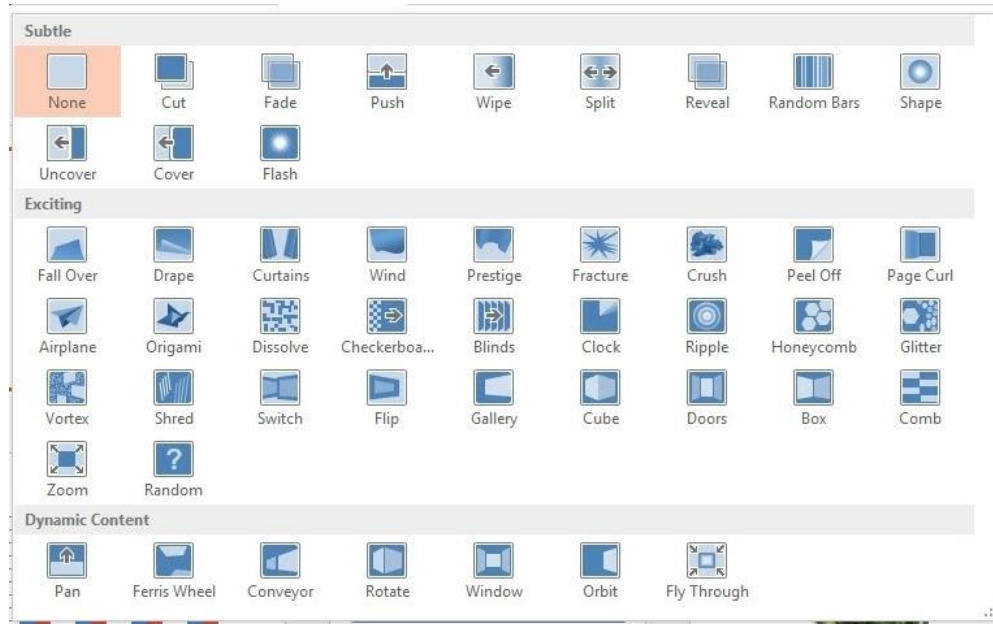 Subtle
None Cut Fade Push Wipe Split Reveal Random Bars Shape
Uncover Cover Flash
Exciting
Fall Over Drape Curtains Wind Prestige Fracture Crush Peel Off Page Curl
Airplane Origami Dissolve Checkerboa... Blinds Clock Ripple Honeycomb Glitter
Vortex Shred Switch Flip Gallery Cube Doors Box Comb
?
Zoom Random
Dynamic Content
Pan Ferris Wheel Conveyor Rotate Window Orbit Fly Through